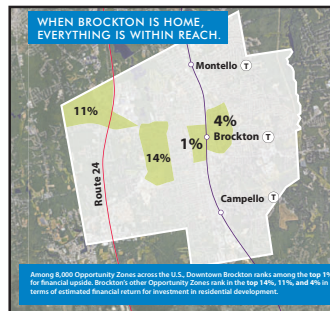 WHEN BROCKTON IS HOME,
EVERYTHING IS WITHIN REACH.
Montello T
11%
4%
Brockton T
1%
14%
Route 24
Campello T
Among 8,000 Opportunity Zones across the U.S., Downtown Brockton ranks among the top 1%
for financial upside. Brockton's other Opportunity Zones rank in the top 14%, 11%, and 4% in
terms of estimated financial return for investment in residential development.